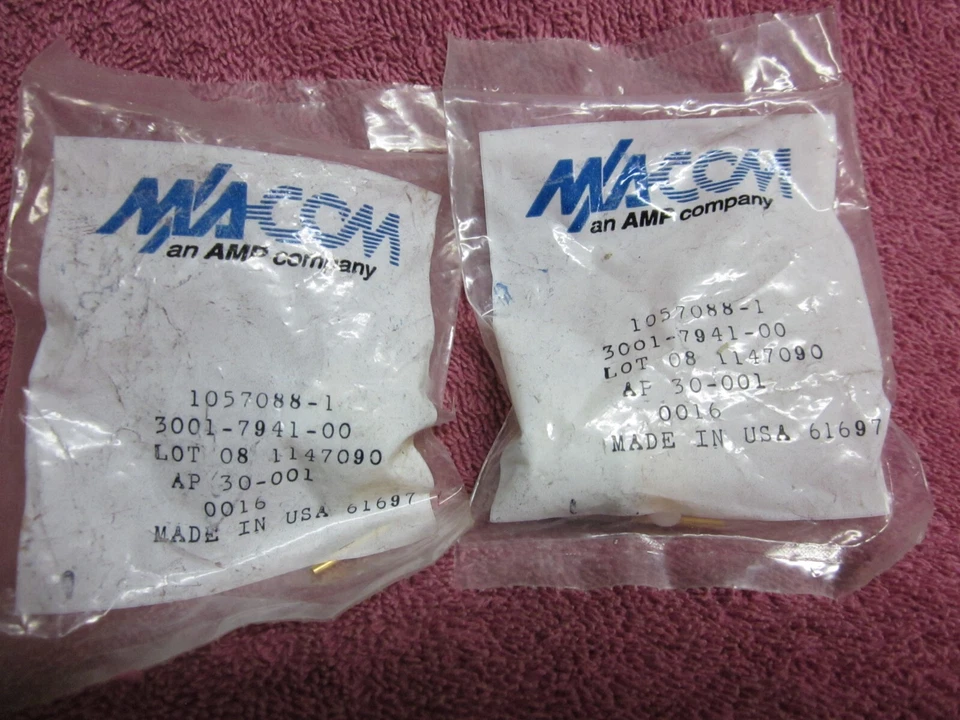 M/A-COM
an AMP company
1057088-1
3001-7941-00
LOT 08 1147090
AP 30-001
0016
MADE IN USA 61697
M/A-COM
an AMP company
1057088-1
3001-7941-00
LOT 08 1147090
AP 30-001
0016
MADE IN USA 61697